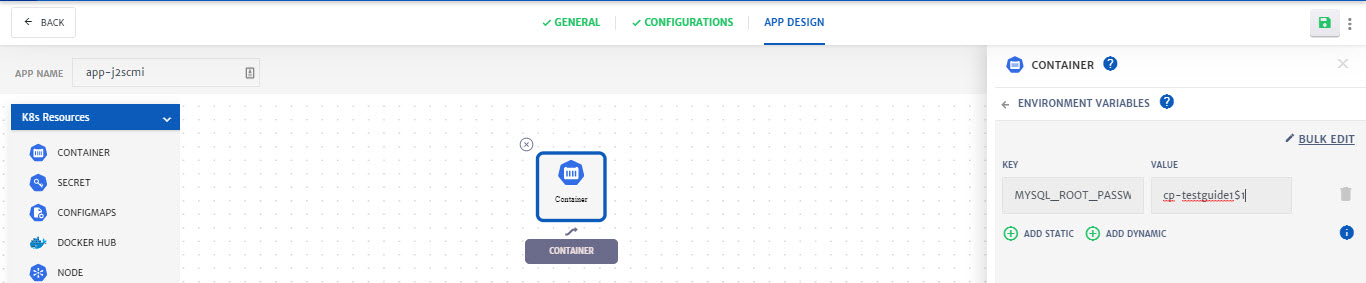 BACK
GENERAL
CONFIGURATIONS
APP DESIGN
APP NAME
app-j2scmi
K8s Resources
CONTAINER
SECRET
CONFIGMAPS
DOCKER HUB
NODE
Container
CONTAINER
CONTAINER ?
ENVIRONMENT VARIABLES ?
BULK EDIT
KEY VALUE
MYSQL_ROOT_PASSW cp-testguide1$1
ADD STATIC ADD DYNAMIC